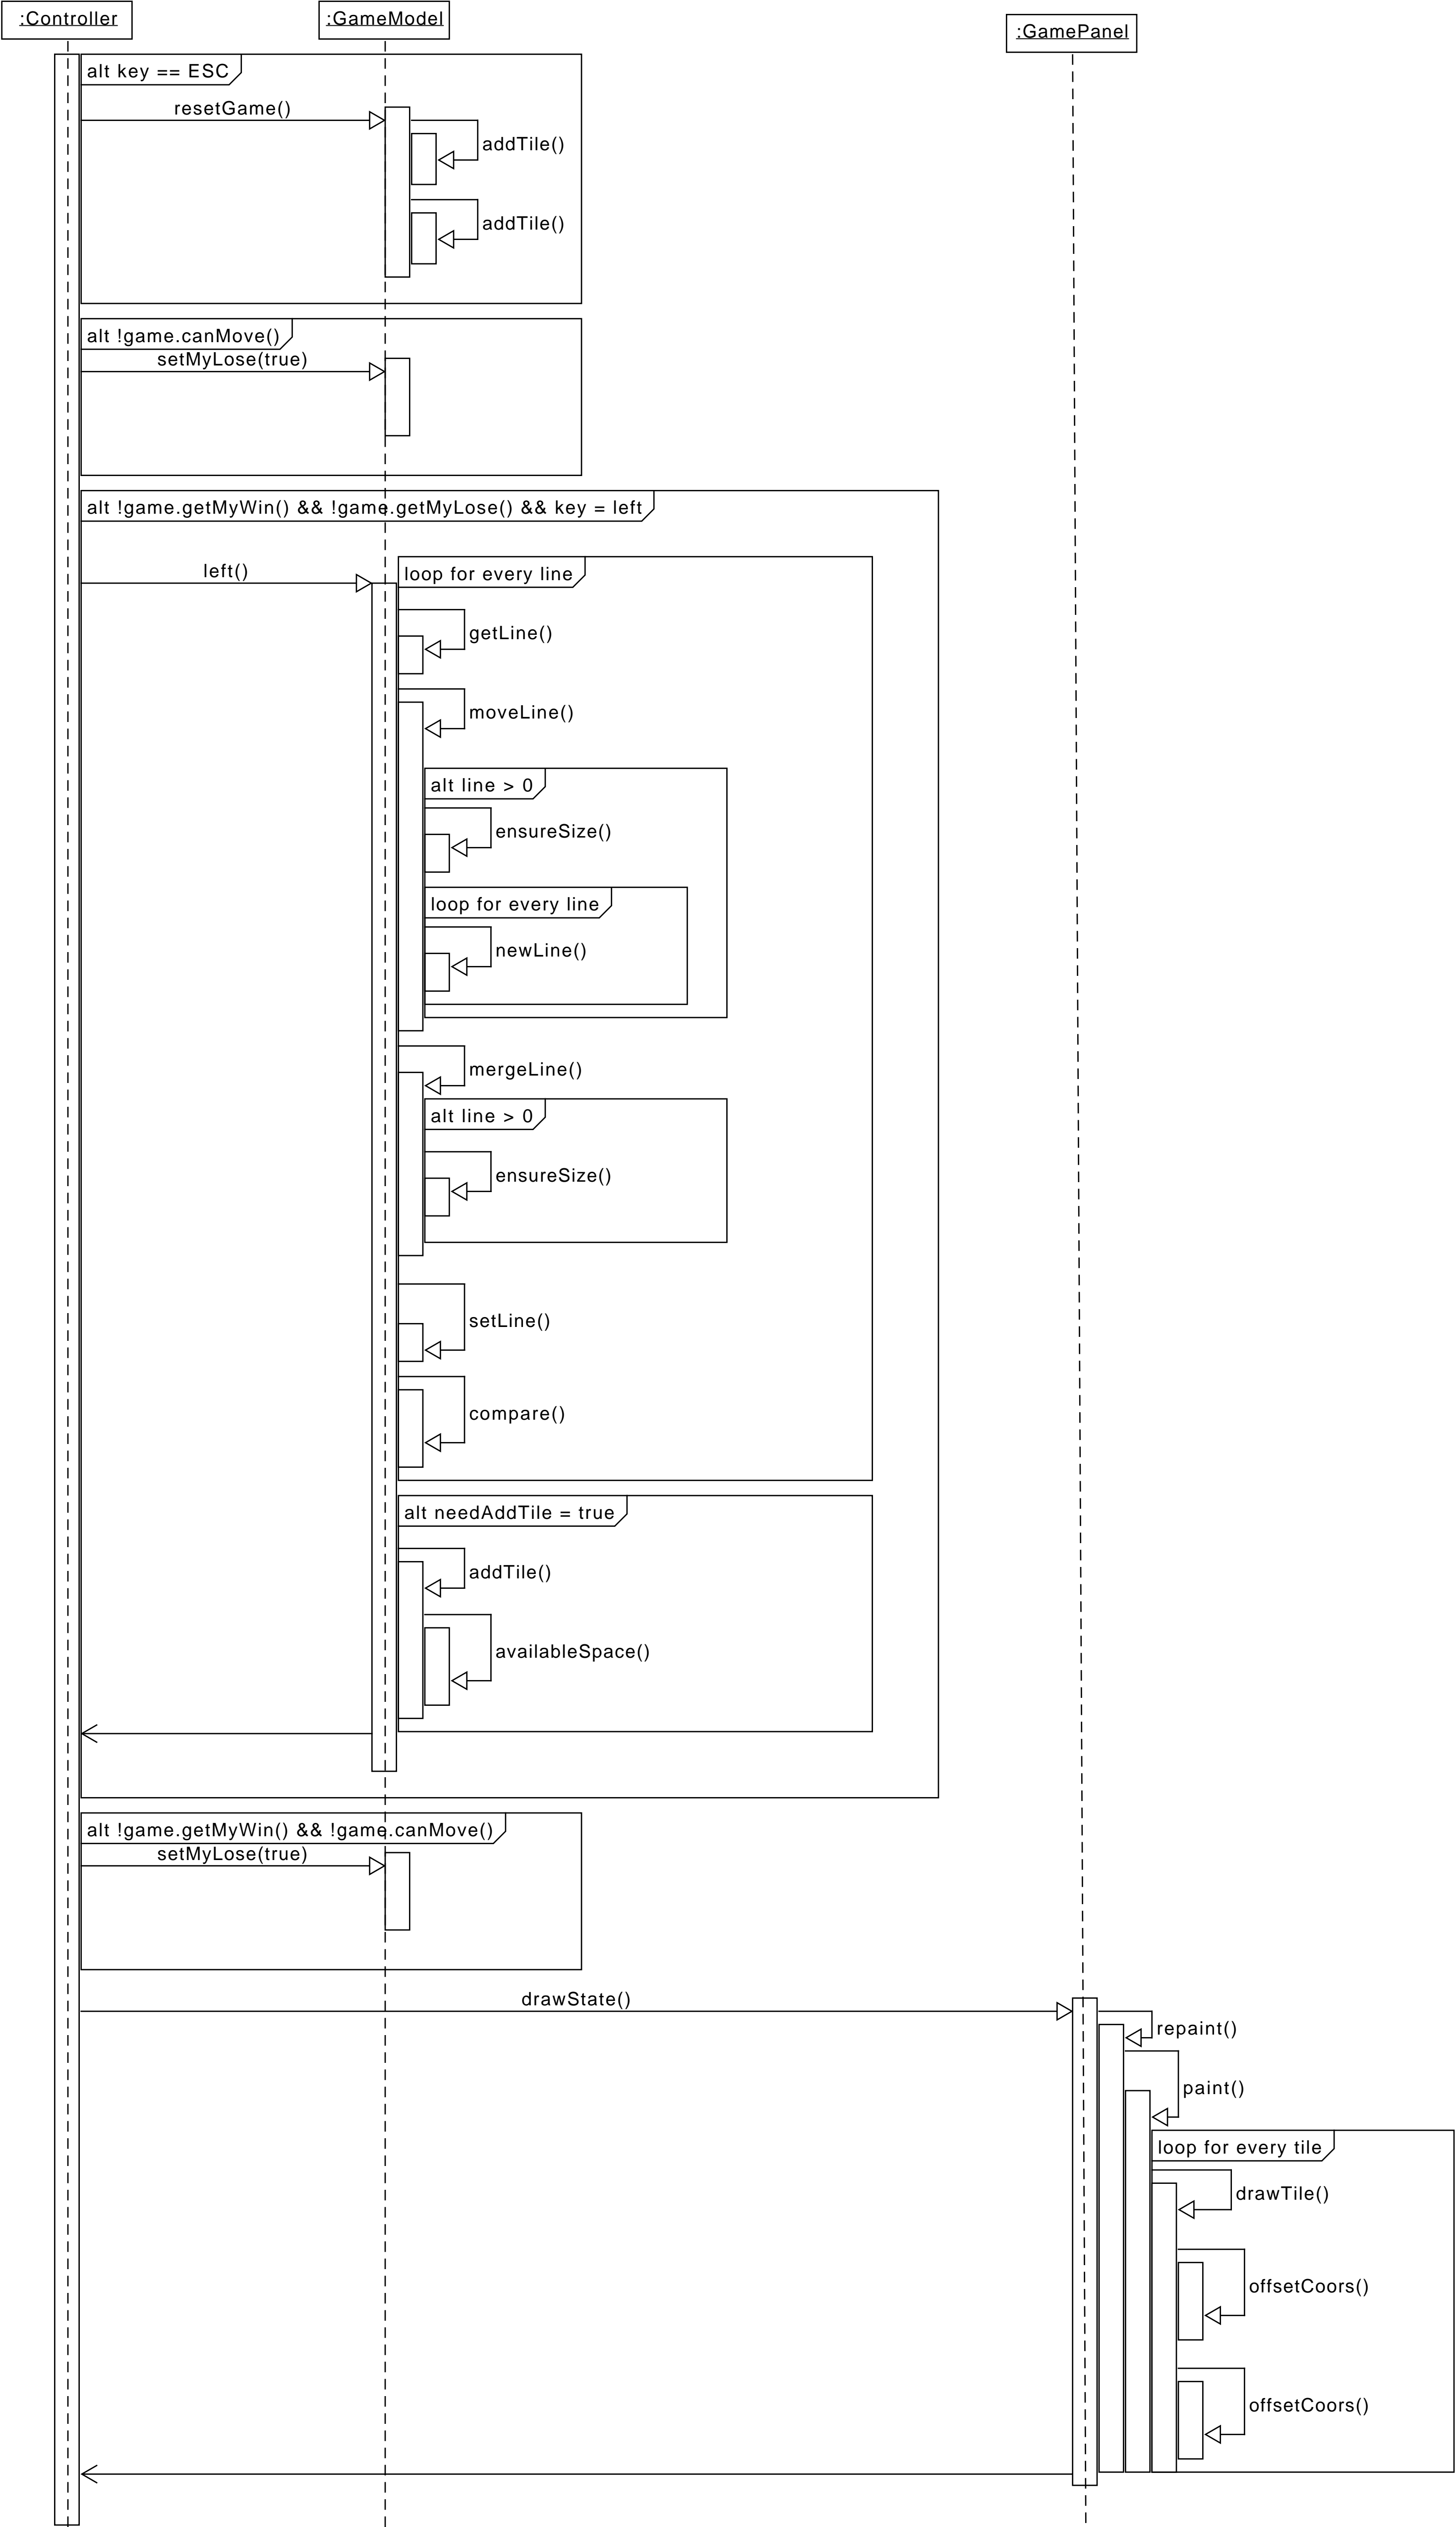 :Controller
:GameModel
:GamePanel
alt key == ESC
resetGame()
addTile()
addTile()
alt !game.canMove()
setMyLose(true)
alt !game.getMyWin() && !game.getMyLose() && key = left
left()
loop for every line
getLine()
moveLine()
alt line > 0
ensureSize()
loop for every line
newLine()
mergeLine()
alt line > 0
ensureSize()
setLine()
compare()
alt needAddTile = true
addTile()
availableSpace()
alt !game.getMyWin() && !game.canMove()
setMyLose(true)
drawState()
repaint()
paint()
loop for every tile
drawTile()
offsetCoors()
offsetCoors()